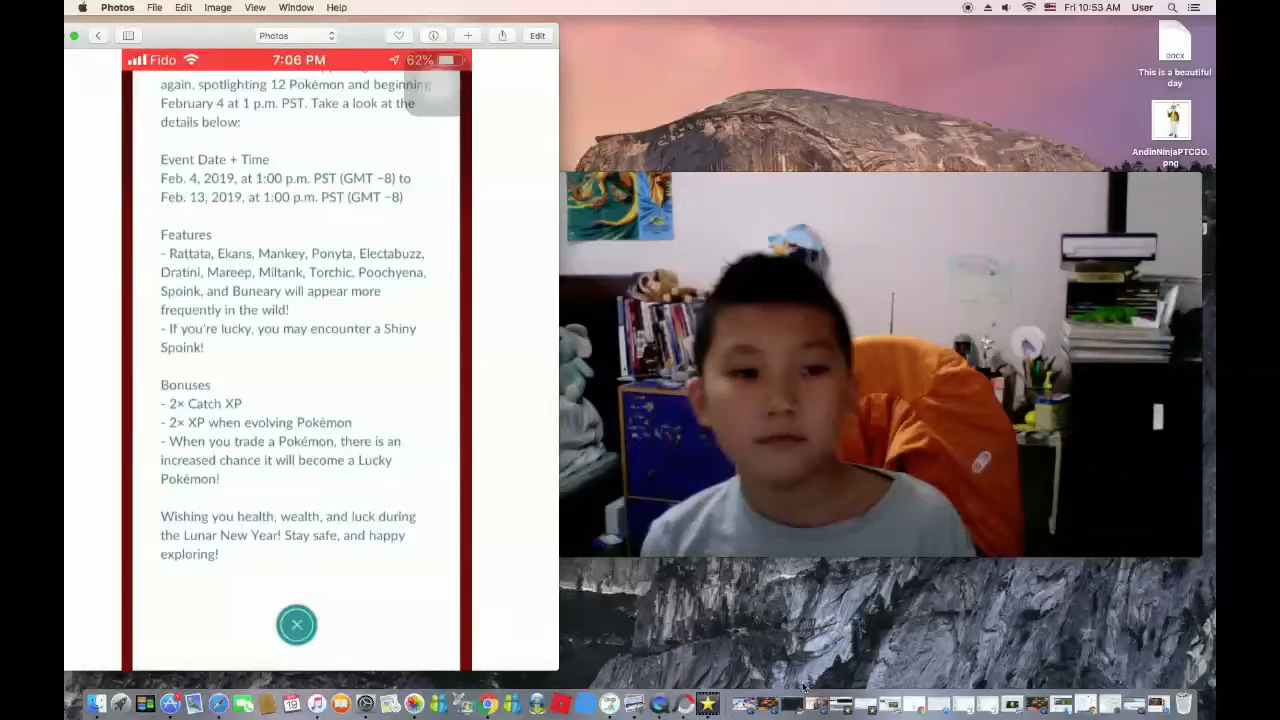 Photos File Edit Image View Window Help
Fri 10:53 AM User
Photos
Edit
Fido 7:06 PM 62%
again, spotlighting 12 Pokémon and beginning
February 4 at 1 p.m. PST. Take a look at the
details below:
Event Date + Time
Feb. 4, 2019, at 1:00 p.m. PST (GMT −8) to
Feb. 13, 2019, at 1:00 p.m. PST (GMT −8)
Features
- Rattata, Ekans, Mankey, Ponyta, Electabuzz,
Dratini, Mareep, Miltank, Torchic, Poochyena,
Spoink, and Buneary will appear more
frequently in the wild!
- If you're lucky, you may encounter a Shiny
Spoink!
Bonuses
- 2× Catch XP
- 2× XP when evolving Pokémon
- When you trade a Pokémon, there is an
increased chance it will become a Lucky
Pokémon!
Wishing you health, wealth, and luck during
the Lunar New Year! Stay safe, and happy
exploring!
DOCX
This is a beautiful
day
AndinNinjaPTCGO.
png